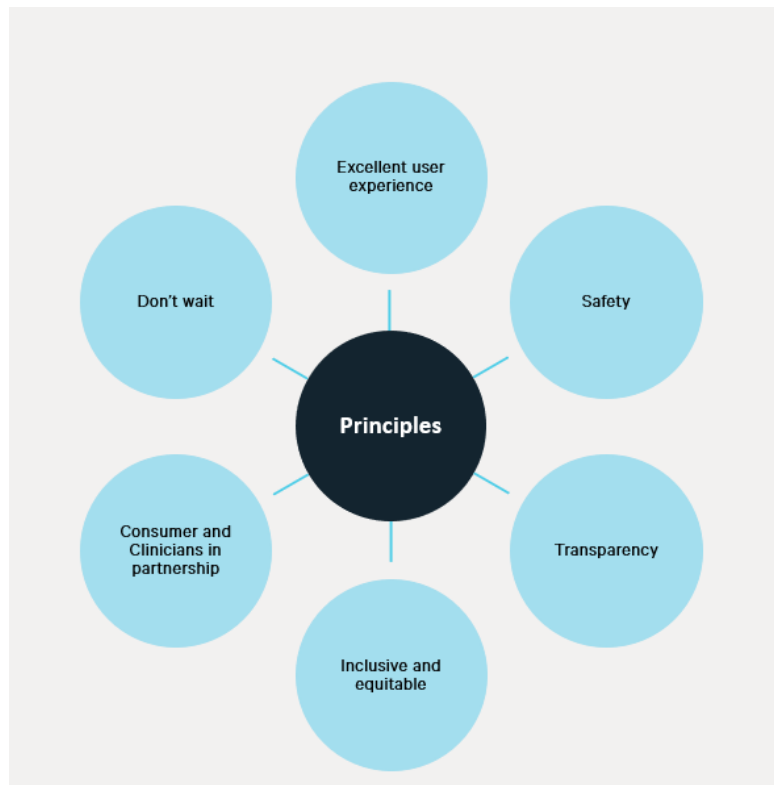 Excellent user
experience
Don't wait
Safety
Principles
Consumer and
Clinicians in
partnership
Transparency
Inclusive and
equitable